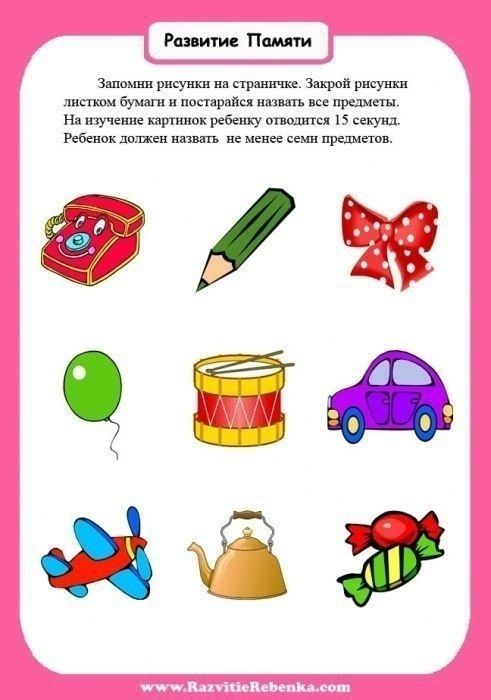 Развитие Памяти
Запомни рисунки на страничке. Закрой рисунки
листком бумаги и постарайся назвать все предметы.
На изучение картинок ребенку отводится 15 секунд.
Ребенок должен назвать  не менее семи предметов.
www.RazvitieRebenka.com